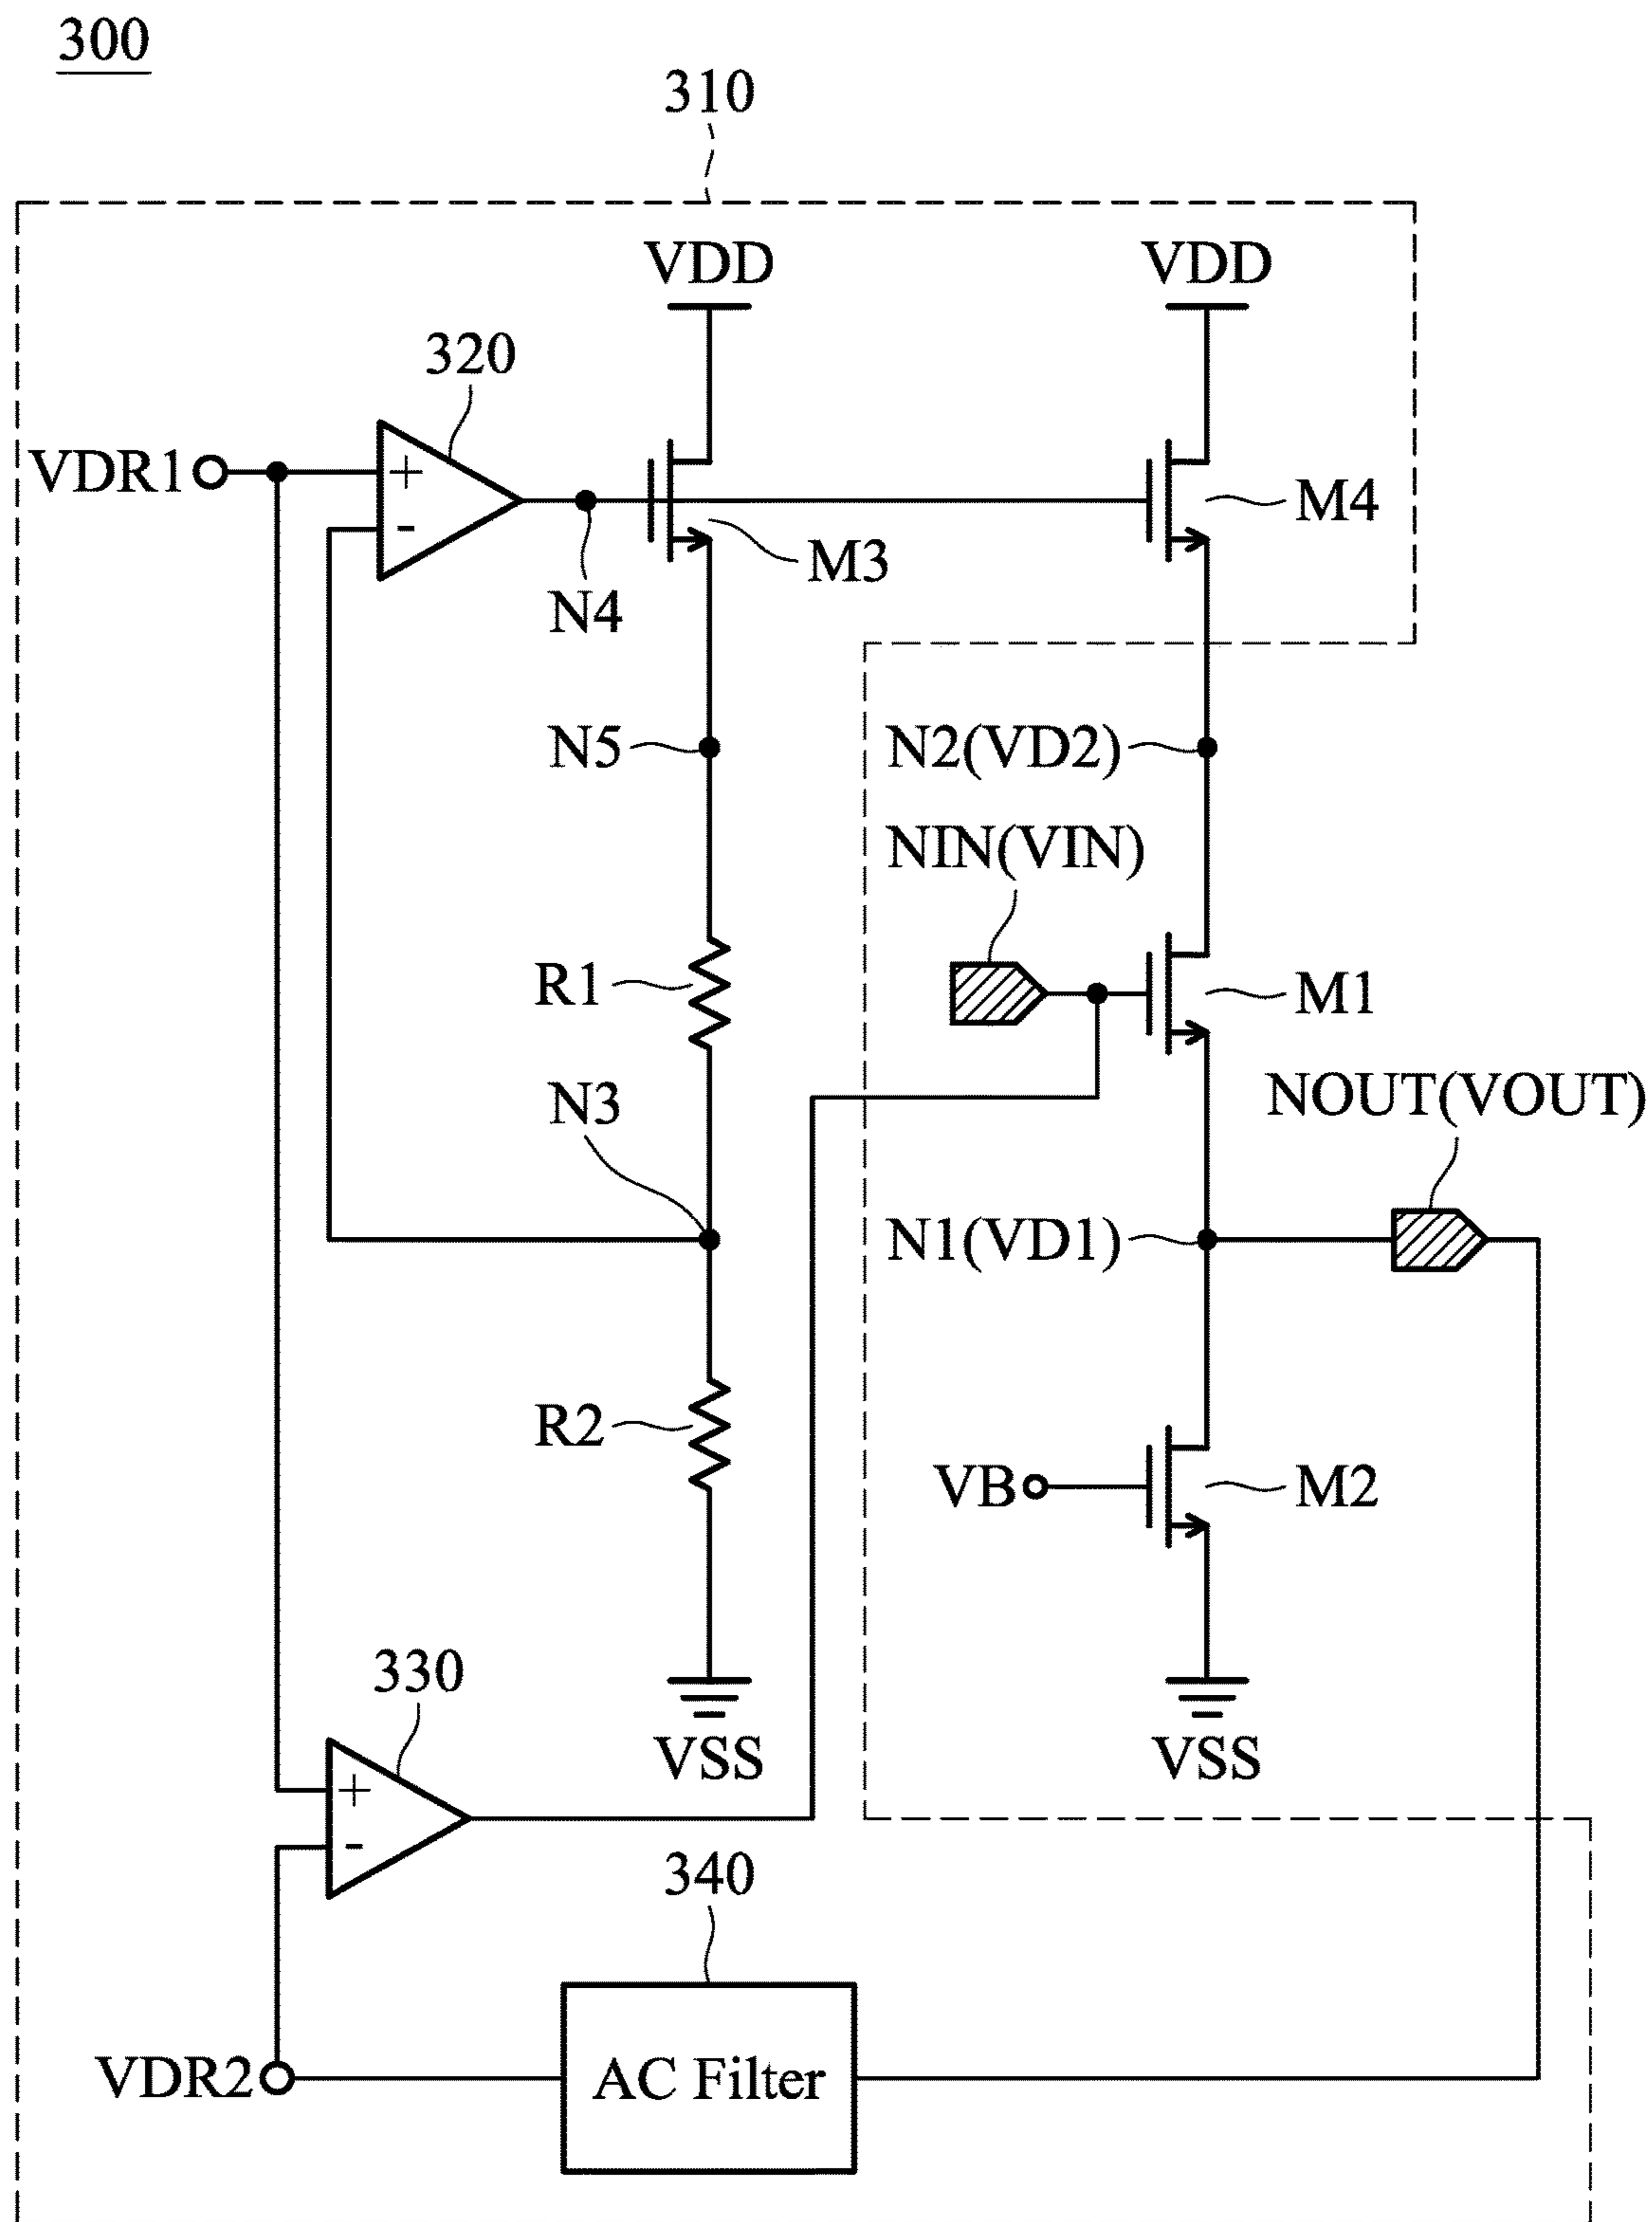 300
310
VDD
VDD
320
VDR1
+
-
M4
M3
N4
N5
N2(VD2)
NIN(VIN)
R1
M1
N3
NOUT(VOUT)
N1(VD1)
R2
VB
M2
330
VSS
VSS
+
-
340
VDR2
AC Filter